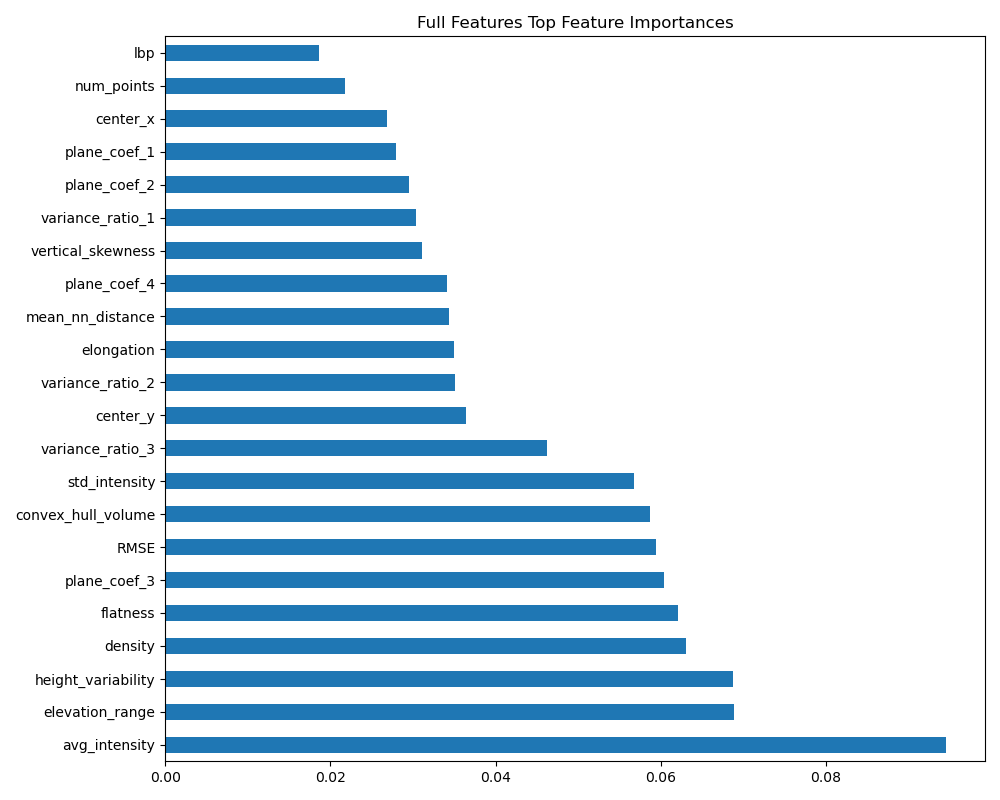 Full Features Top Feature Importances
lbp
num_points
center_x
plane_coef_1
plane_coef_2
variance_ratio_1
vertical_skewness
plane_coef_4
mean_nn_distance
elongation
variance_ratio_2
center_y
variance_ratio_3
std_intensity
convex_hull_volume
RMSE
plane_coef_3
flatness
density
height_variability
elevation_range
avg_intensity
0.00 0.02 0.04 0.06 0.08